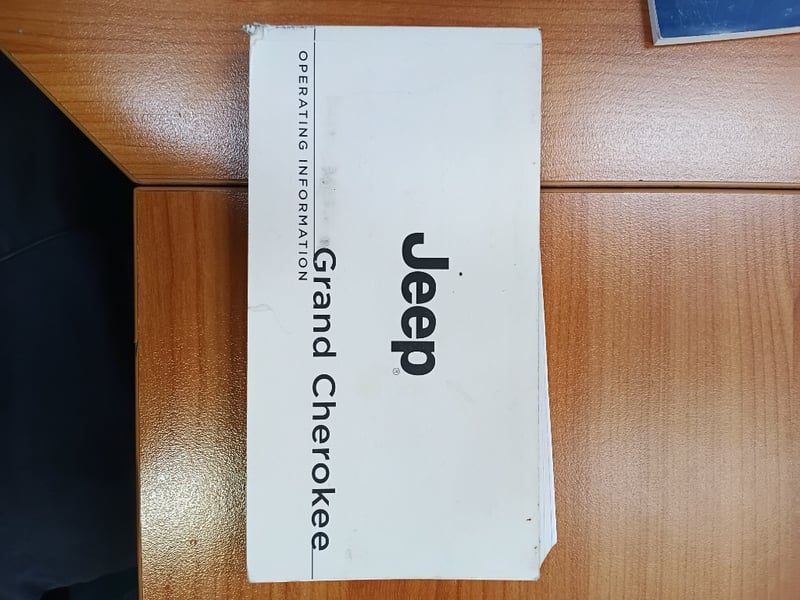 Jeep®
Grand Cherokee
OPERATING INFORMATION